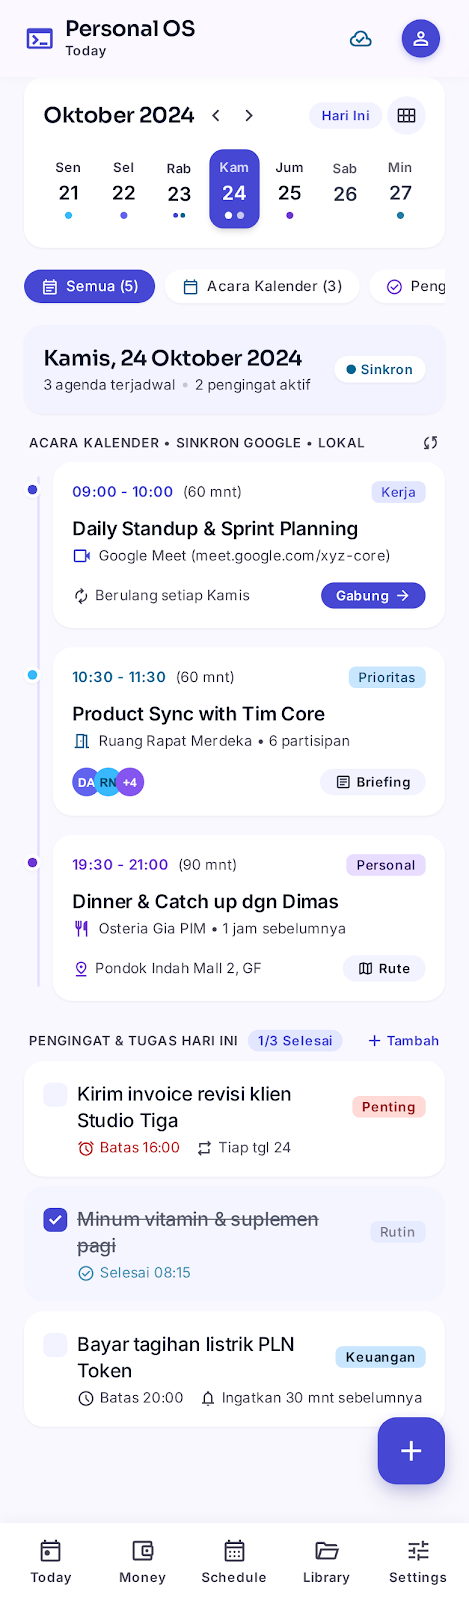 Personal OS
Today
Oktober 2024
Hari Ini
Sen Sel Rab Kam Jum Sab Min
21 22 23 24 25 26 27
Semua (5) Acara Kalender (3) Peng
Kamis, 24 Oktober 2024
3 agenda terjadwal • 2 pengingat aktif
Sinkron
ACARA KALENDER • SINKRON GOOGLE • LOKAL
09:00 - 10:00 (60 mnt) Kerja
Daily Standup & Sprint Planning
Google Meet (meet.google.com/xyz-core)
Berulang setiap Kamis Gabung →
10:30 - 11:30 (60 mnt) Prioritas
Product Sync with Tim Core
Ruang Rapat Merdeka • 6 partisipan
DA RN +4 Briefing
19:30 - 21:00 (90 mnt) Personal
Dinner & Catch up dgn Dimas
Osteria Gia PIM • 1 jam sebelumnya
Pondok Indah Mall 2, GF Rute
PENGINGAT & TUGAS HARI INI 1/3 Selesai + Tambah
Kirim invoice revisi klien
Studio Tiga
Penting
Batas 16:00 Tiap tgl 24
Minum vitamin & suplemen
pagi
Rutin
Selesai 08:15
Bayar tagihan listrik PLN
Token
Keuangan
Batas 20:00 Ingatkan 30 mnt sebelumnya
+
Today Money Schedule Library Settings